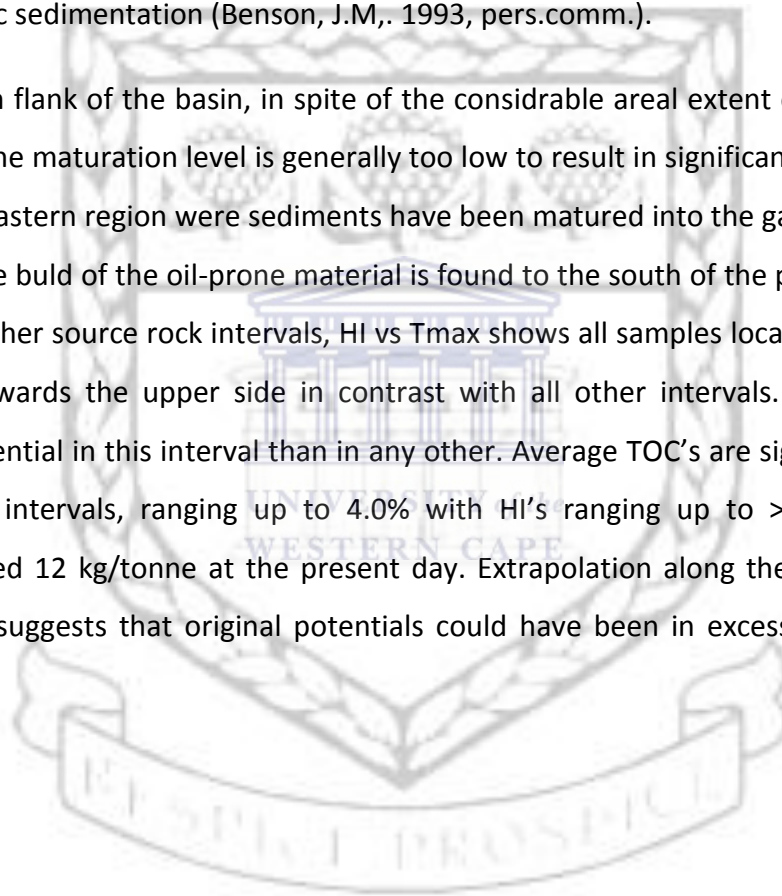 c sedimentation (Benson, J.M,. 1993, pers.comm.).
flank of the basin, in spite of the considrable areal extent
maturation level is generally too low to result in significan
eastern region were sediments have been matured into the ga
buld of the oil-prone material is found to the south of the p
her source rock intervals, HI vs Tmax shows all samples loca
wards the upper side in contrast with all other intervals.
ential in this interval than in any other. Average TOC’s are sig
intervals, ranging up to 4.0% with HI’s ranging up to >
UNIVERSITY of the
WESTERN CAPE
ed 12 kg/tonne at the present day. Extrapolation along the
suggests that original potentials could have been in excess